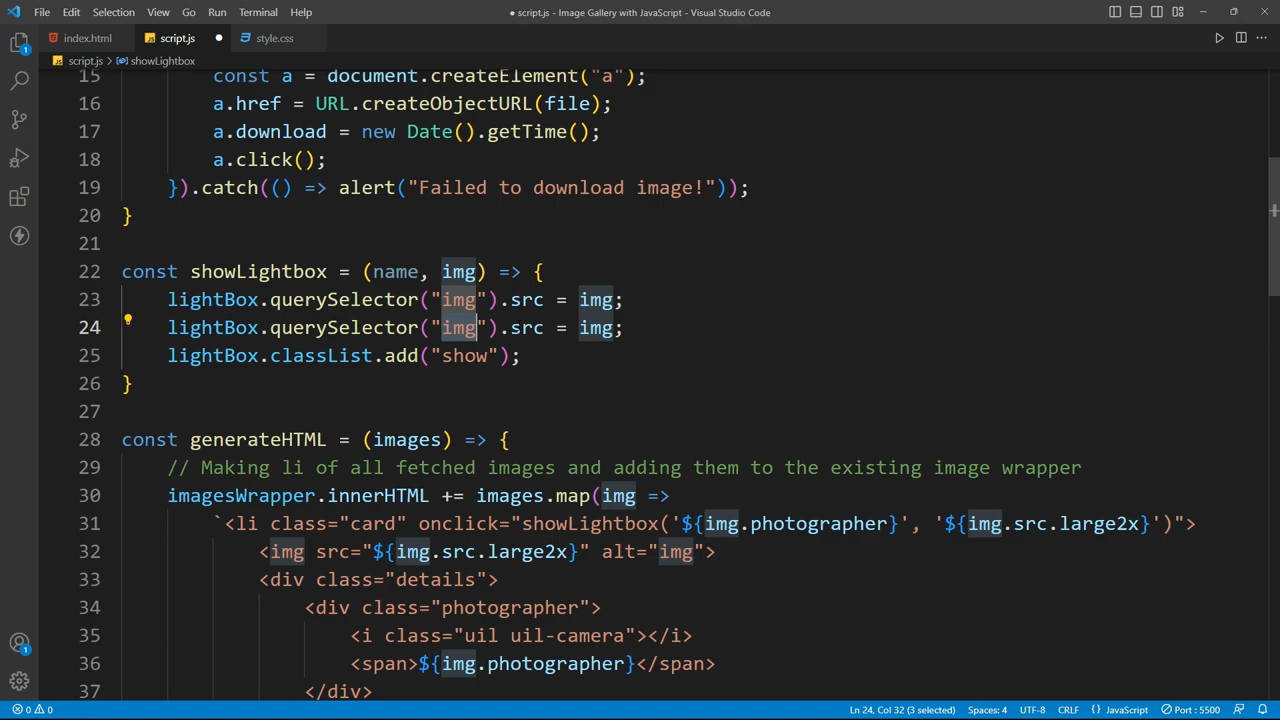 File Edit Selection View Go Run Terminal Help
● script.js - Image Gallery with JavaScript - Visual Studio Code
index.html
JS script.js ●
style.css
JS script.js > showLightbox
15 const a = document.createElement("a");
16 a.href = URL.createObjectURL(file);
17 a.download = new Date().getTime();
18 a.click();
19 }).catch(() => alert("Failed to download image!"));
20 }
21
22 const showLightbox = (name, img) => {
23 lightBox.querySelector("img").src = img;
24 lightBox.querySelector("img").src = img;
25 lightBox.classList.add("show");
26 }
27
28 const generateHTML = (images) => {
29 // Making li of all fetched images and adding them to the existing image wrapper
30 imagesWrapper.innerHTML += images.map(img =>
31 `<li class="card" onclick="showLightbox('${img.photographer}', '${img.src.large2x}')">
32 <img src="${img.src.large2x}" alt="img">
33 <div class="details">
34 <div class="photographer">
35 <i class="uil uil-camera"></i>
36 <span>${img.photographer}</span>
37 </div>
1
1
0 0 Ln 24, Col 32 (3 selected) Spaces: 4 UTF-8 CRLF {} JavaScript Port : 5500